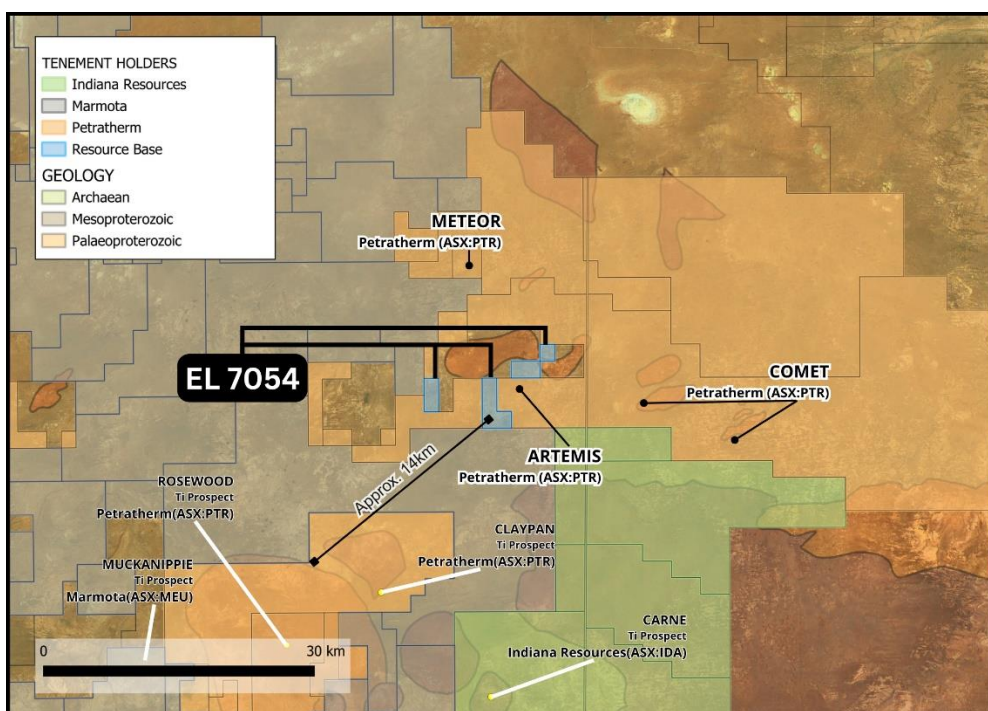 TENEMENT HOLDERS
Indiana Resources
Marmota
Petratherm
Resource Base
GEOLOGY
Archaean
Mesoproterozoic
Palaeoproterozoic
METEOR
Petratherm (ASX:PTR)
EL 7054
COMET
Petratherm (ASX:PTR)
ARTEMIS
Petratherm (ASX:PTR)
Approx. 14km
ROSEWOOD
Ti Prospect
Petratherm(ASX:PTR)
CLAYPAN
Ti Prospect
Petratherm(ASX:PTR)
MUCKANIPPIE
Ti Prospect
Marmota(ASX:MEU)
CARNE
Ti Prospect
Indiana Resources(ASX:IDA)
0 30 km